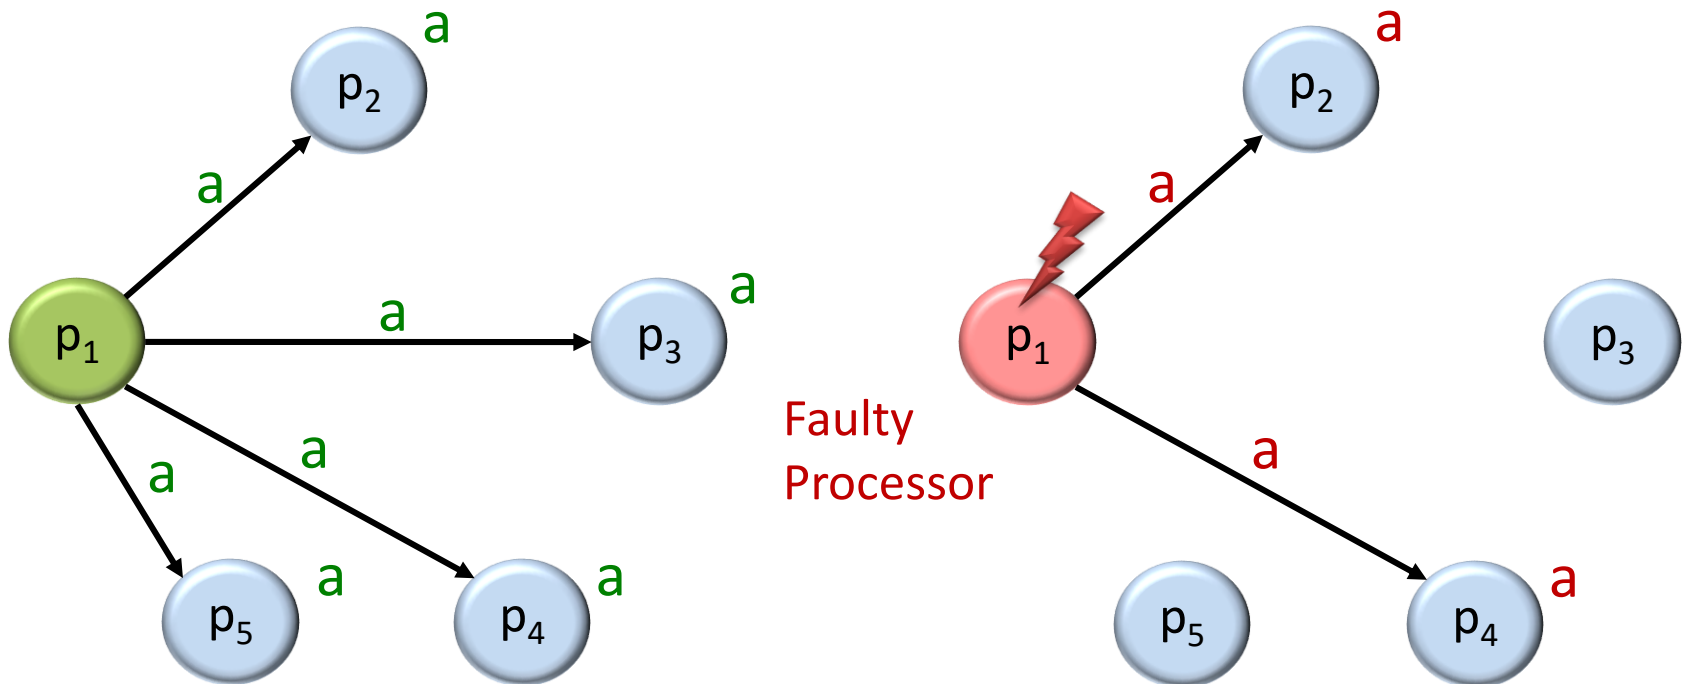 a
p₂
a
p₁
a
p₃
a
a
a
p₅
a
p₄
a
a
p₂
a
p₁
p₃
Faulty
Processor
a
p₅
p₄
a